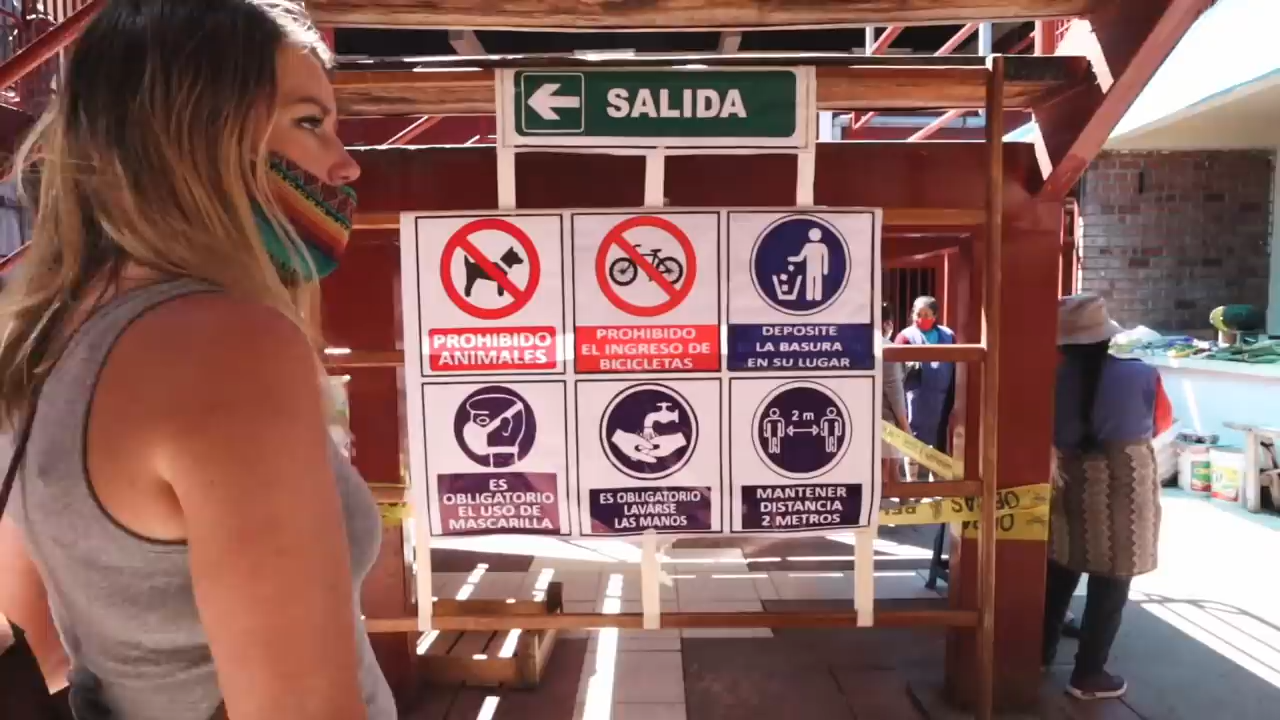 SALIDA
PROHIBIDO
ANIMALES
PROHIBIDO
EL INGRESO DE
BICICLETAS
DEPOSITE
LA BASURA
EN SU LUGAR
ES
OBLIGATORIO
EL USO DE
MASCARILLA
ES OBLIGATORIO
LAVARSE
LAS MANOS
2 m
MANTENER
DISTANCIA
2 METROS